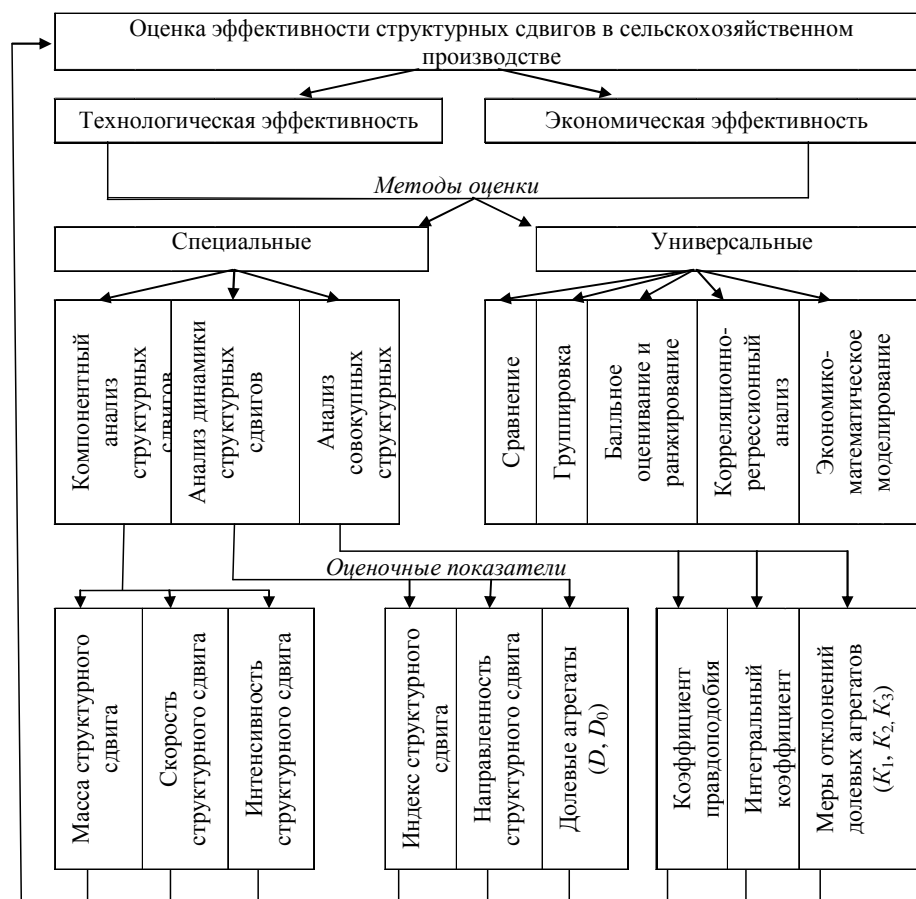 Оценка эффективности структурных сдвигов в сельскохозяйственном
производстве
Технологическая эффективность
Экономическая эффективность
Методы оценки
Специальные
Универсальные
Компонентный
анализ
структурных
сдвигов
Анализ динамики
структурных
сдвигов
Анализ
совокупных
структурных
Сравнение
Группировка
Балльное
оценивание и
ранжирование
Корреляционно-
регрессионный
анализ
Экономико-
математическое
моделирование
Оценочные показатели
Масса структурного
сдвига
Скорость
структурного сдвига
Интенсивность
структурного сдвига
Индекс структурного
сдвига
Направленность
структурного сдвига
Долевые агрегаты
(D, D₀)
Коэффициент
правдоподобия
Интегральный
коэффициент
Меры отклонений
долевых агрегатов
(K₁, K₂, K₃)